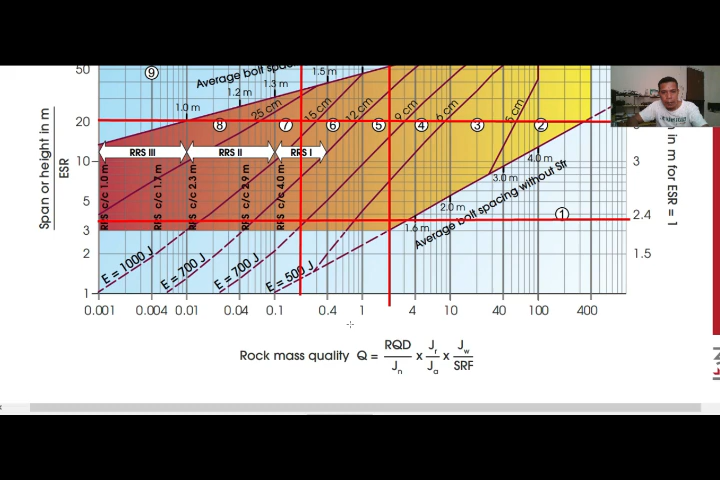 50
9
Average bolt spac
1.5 m
1.3 m
1.2 m
1.0 m
25 cm
15 cm
12 cm
9 cm
6 cm
5 cm
20
8
7
6
5
4
3
2
RRS III
RRS II
RRS I
10
4.0 m
3
Span or height in m
ESR
in m for ESR = 1
RRS c/c 1.0 m
RRS c/c 1.7 m
RRS c/c 2.3 m
RRS c/c 2.9 m
RRS c/c 4.0 m
3.0 m
5
2.0 m
Average bolt spacing without Sfr
1
2.4
3
1.6 m
2
1.5
E = 1000 J
E = 700 J
E = 700 J
E = 500 J
1
0.001
0.004
0.01
0.04
0.1
0.4
1
4
10
40
100
400
Rock mass quality Q = RQD/Jn x Jr/Ja x Jw/SRF